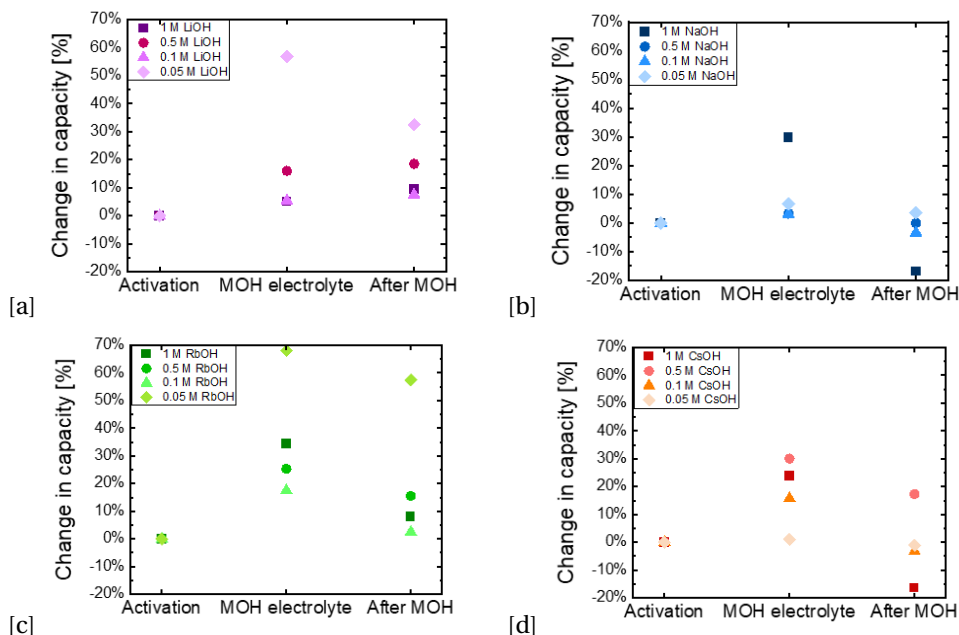 Change in capacity [%]
70%
60%
50%
40%
30%
20%
10%
0%
-10%
-20%
1 M LiOH
0.5 M LiOH
0.1 M LiOH
0.05 M LiOH
Activation MOH electrolyte After MOH
[a]
Change in capacity [%]
70%
60%
50%
40%
30%
20%
10%
0%
-10%
-20%
1 M NaOH
0.5 M NaOH
0.1 M NaOH
0.05 M NaOH
Activation MOH electrolyte After MOH
[b]
Change in capacity [%]
70%
60%
50%
40%
30%
20%
10%
0%
-10%
-20%
1 M RbOH
0.5 M RbOH
0.1 M RbOH
0.05 M RbOH
Activation MOH electrolyte After MOH
[c]
Change in capacity [%]
70%
60%
50%
40%
30%
20%
10%
0%
-10%
-20%
1 M CsOH
0.5 M CsOH
0.1 M CsOH
0.05 M CsOH
Activation MOH electrolyte After MOH
[d]